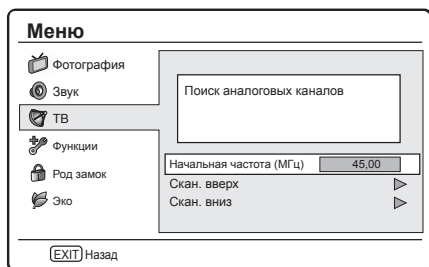 Меню
Фотография
Звук
ТВ
Функции
Род замок
Эко
Поиск аналоговых каналов
Начальная частота (МГц) 45,00
Скан. вверх
Скан. вниз
EXIT Назад